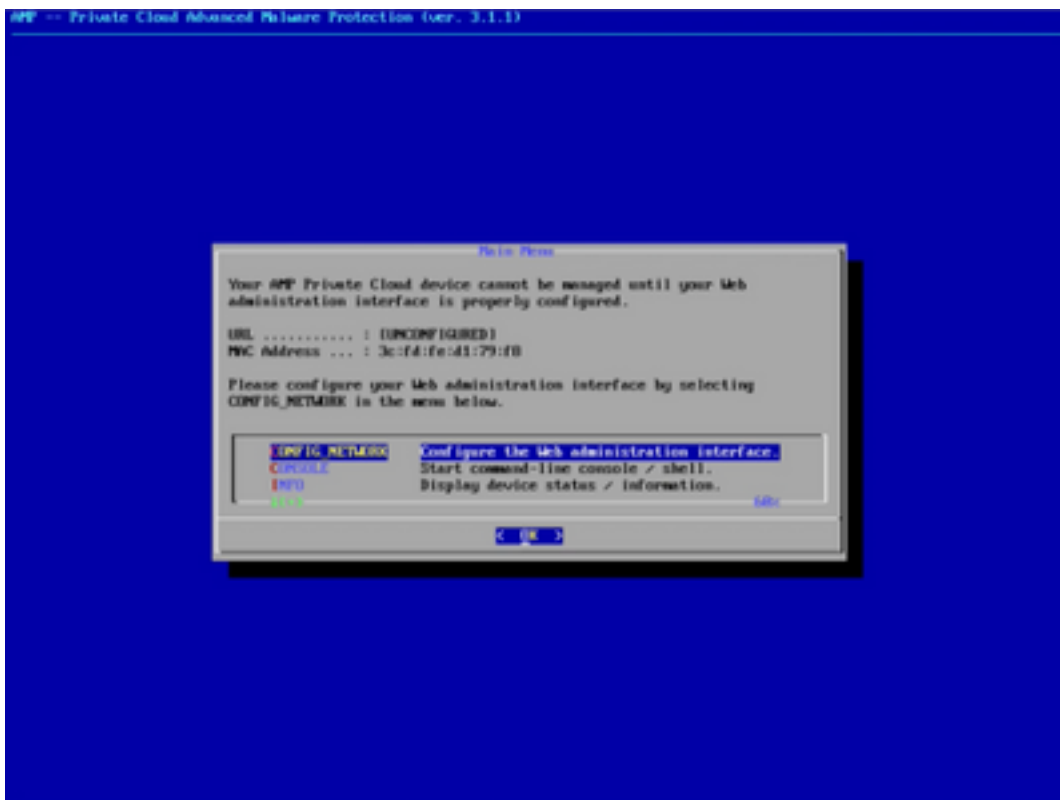 AMP -- Private Cloud Advanced Malware Protection (ver. 3.1.1)
Main Menu
Your AMP Private Cloud device cannot be managed until your Web
administration interface is properly configured.
URL ........... : [UNCONFIGURED]
MAC Address ... : 3c:fd:fe:d1:79:f8
Please configure your Web administration interface by selecting
CONFIG_NETWORK in the menu below.
CONFIG_NETWORK Configure the Web administration interface.
CONSOLE Start command-line console / shell.
INFO Display device status / information.
60%
< OK >